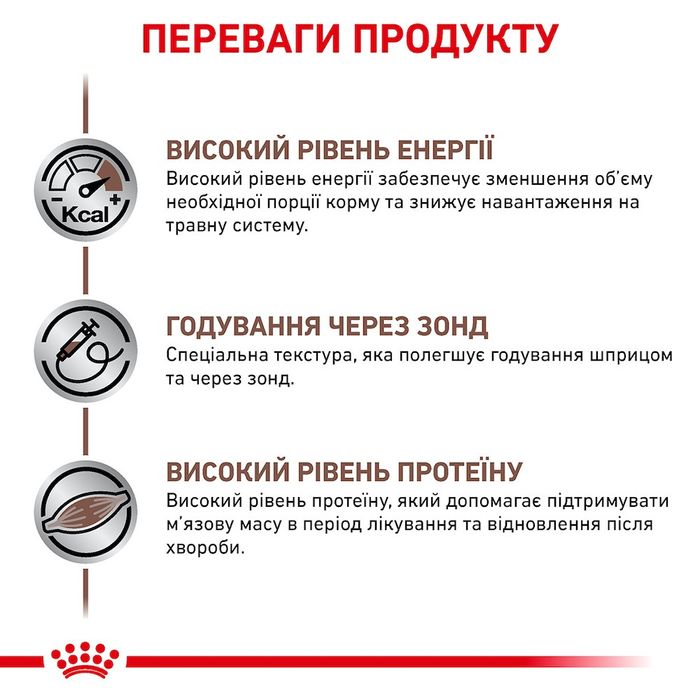 ПЕРЕВАГИ ПРОДУКТУ
ВИСОКИЙ РІВЕНЬ ЕНЕРГІЇ
Високий рівень енергії забезпечує зменшення об’єму
необхідної порції корму та знижує навантаження на
травну систему.
− Kcal +
ГОДУВАННЯ ЧЕРЕЗ ЗОНД
Спеціальна текстура, яка полегшує годування шприцом
та через зонд.
ВИСОКИЙ РІВЕНЬ ПРОТЕЇНУ
Високий рівень протеїну, який допомагає підтримувати
м’язову масу в період лікування та відновлення після
хвороби.